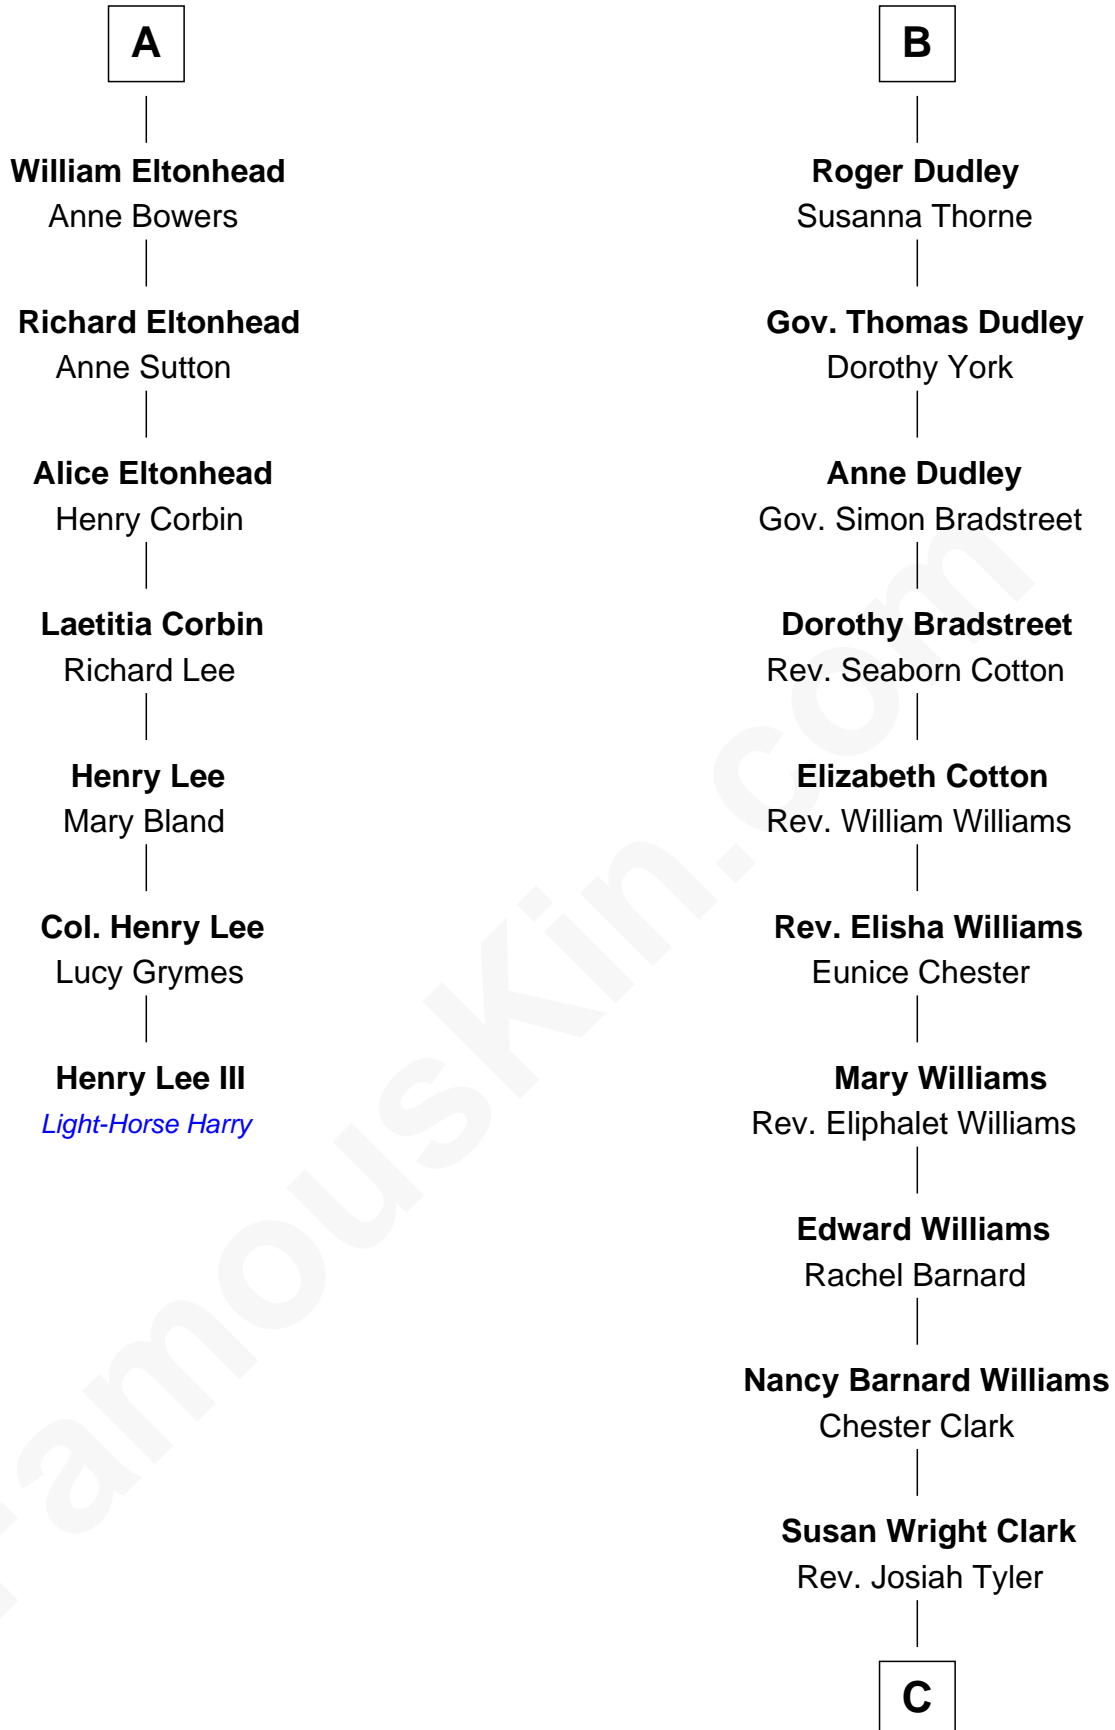 A
William Eltonhead
Anne Bowers
Richard Eltonhead
Anne Sutton
Alice Eltonhead
Henry Corbin
Laetitia Corbin
Richard Lee
Henry Lee
Mary Bland
Col. Henry Lee
Lucy Grymes
Henry Lee III
Light-Horse Harry
B
Roger Dudley
Susanna Thorne
Gov. Thomas Dudley
Dorothy York
Anne Dudley
Gov. Simon Bradstreet
Dorothy Bradstreet
Rev. Seaborn Cotton
Elizabeth Cotton
Rev. William Williams
Rev. Elisha Williams
Eunice Chester
Mary Williams
Rev. Eliphalet Williams
Edward Williams
Rachel Barnard
Nancy Barnard Williams
Chester Clark
Susan Wright Clark
Rev. Josiah Tyler
C
FamousKin.com